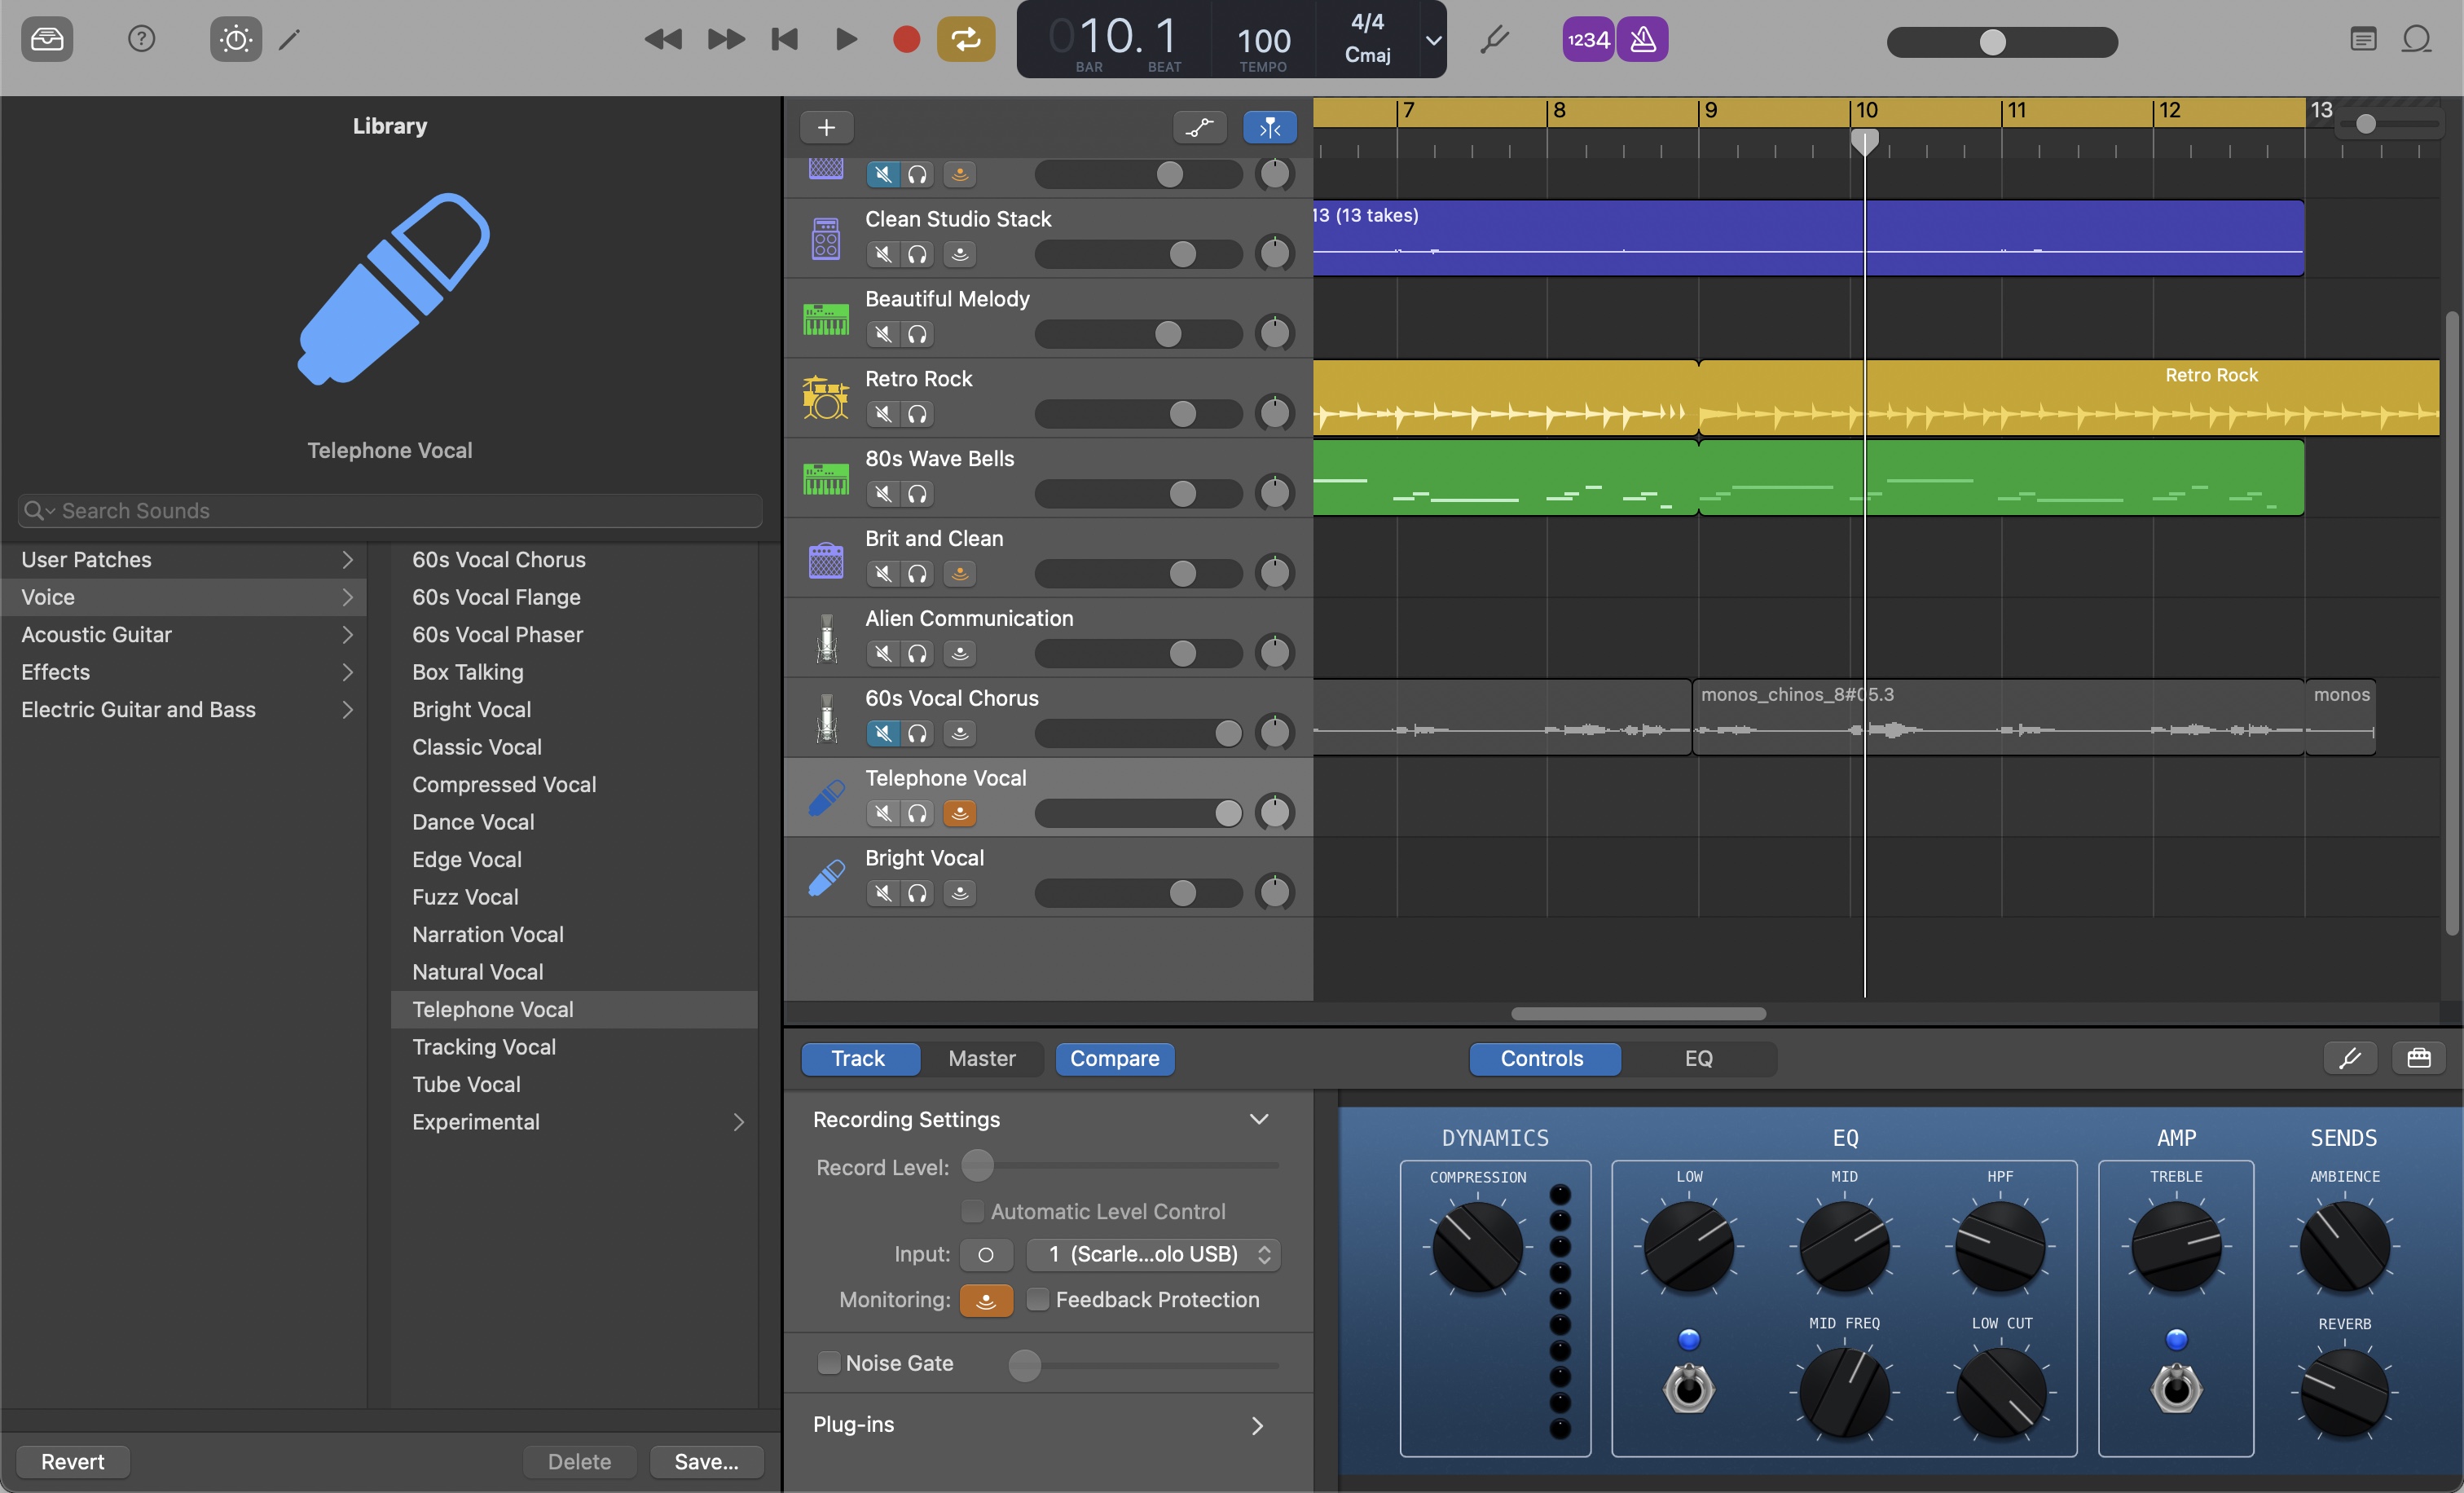 010. 1
BAR BEAT
100
TEMPO
4/4
Cmaj
1234
Library
Telephone Vocal
Search Sounds
User Patches
Voice
Acoustic Guitar
Effects
Electric Guitar and Bass
60s Vocal Chorus
60s Vocal Flange
60s Vocal Phaser
Box Talking
Bright Vocal
Classic Vocal
Compressed Vocal
Dance Vocal
Edge Vocal
Fuzz Vocal
Narration Vocal
Natural Vocal
Telephone Vocal
Tracking Vocal
Tube Vocal
Experimental
Revert
Delete
Save...
7 8 9 10 11 12 13
Clean Studio Stack
13 (13 takes)
Beautiful Melody
Retro Rock
Retro Rock
80s Wave Bells
Brit and Clean
Alien Communication
60s Vocal Chorus
monos_chinos_8#05.3
monos
Telephone Vocal
Bright Vocal
Track
Master
Compare
Controls
EQ
Recording Settings
Record Level:
Automatic Level Control
Input:
1 (Scarle...olo USB)
Monitoring:
Feedback Protection
Noise Gate
Plug-ins
DYNAMICS
COMPRESSION
EQ
LOW
MID
HPF
MID FREQ
LOW CUT
AMP
TREBLE
SENDS
AMBIENCE
REVERB